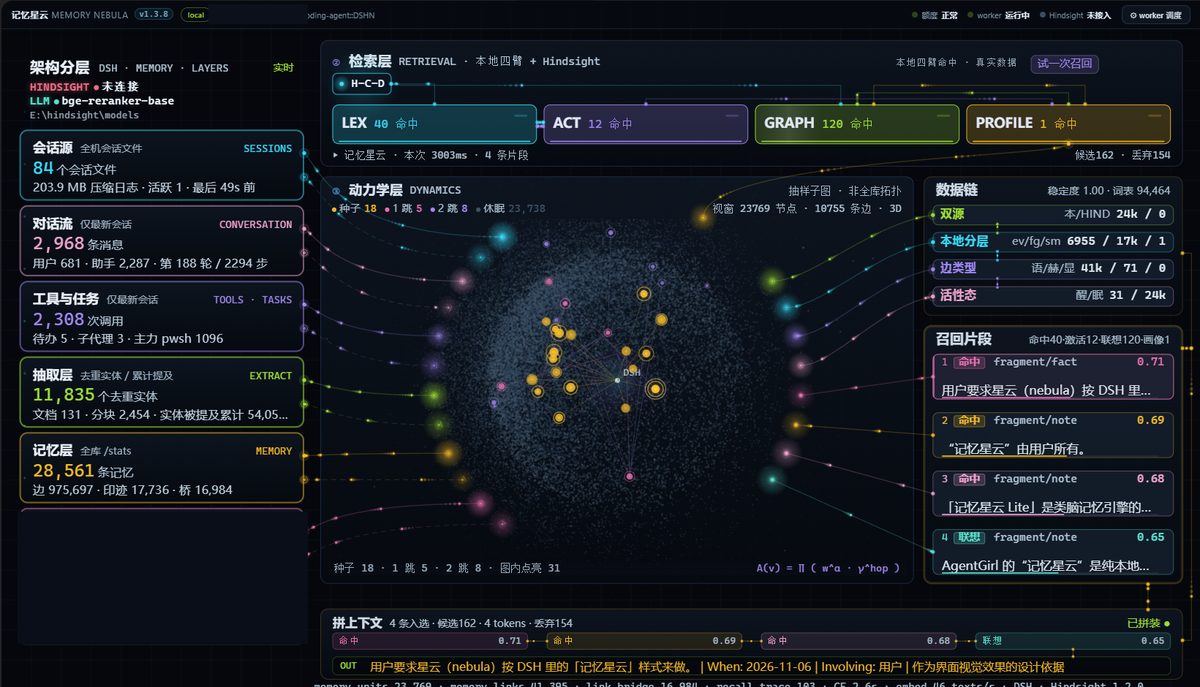 记忆星云 MEMORY NEBULA v1.3.8 local
oding-agent::DSHN
额度 正常 worker 运行中 Hindsight 未接入 worker 调度
架构分层 DSH · MEMORY · LAYERS 实时
HINDSIGHT 未连接
LLM bge-reranker-base
E:\hindsight\models
会话源 全机会话文件 SESSIONS
84 个会话文件
203.9 MB 压缩日志 · 活跃 1 · 最后 49s 前
对话流 仅最新会话 CONVERSATION
2,968 条消息
用户 681 · 助手 2,287 · 第 188 轮 / 2294 步
工具与任务 仅最新会话 TOOLS · TASKS
2,308 次调用
待办 5 · 子代理 3 · 主力 pwsh 1096
抽取层 去重实体 / 累计提及 EXTRACT
11,835 个去重实体
文档 131 · 分块 2,454 · 实体被提及累计 54,05...
记忆层 全库 /stats MEMORY
28,561 条记忆
边 975,697 · 印迹 17,736 · 桥 16,984
② 检索层 RETRIEVAL · 本地四臂 + Hindsight
本地四臂命中 · 真实数据 试一次召回
H-C-D
LEX 40 命中
ACT 12 命中
GRAPH 120 命中
PROFILE 1 命中
记忆星云 · 本次 3003ms · 4 条片段
候选162 · 丢弃154
动力学层 DYNAMICS
抽样子图 · 非全库拓扑
种子 18 1 跳 5 2 跳 8 休眠 23,738
视窗 23769 节点 · 10755 条边 · 3D
DSH
种子 18 · 1 跳 5 · 2 跳 8 · 图内点亮 31
A(v) = ∏ ( w^α · γ^hop )
数据链 稳定度 1.00 · 词表 94,464
双源 本/HIND 24k / 0
本地分层 ev/fg/sm 6955 / 17k / 1
边类型 语/赫/显 41k / 71 / 0
活性态 醒/眠 31 / 24k
召回片段 命中40·激活12·联想120·画像1
1 命中 fragment/fact 0.71
用户要求星云（nebula）按 DSH 里...
2 命中 fragment/note 0.69
“记忆星云”由用户所有。
3 命中 fragment/note 0.68
「记忆星云 Lite」是类脑记忆引擎的...
4 联想 fragment/note 0.65
AgentGirl 的“记忆星云”是纯本地...
拼上下文 4 条入选 · 候选162 · 4 tokens · 丢弃154
已拼装
命中 0.71 命中 0.69 命中 0.68 联想 0.65
OUT 用户要求星云（nebula）按 DSH 里的「记忆星云」样式来做。 | When: 2026-11-06 | Involving: 用户 | 作为界面视觉效果的设计依据